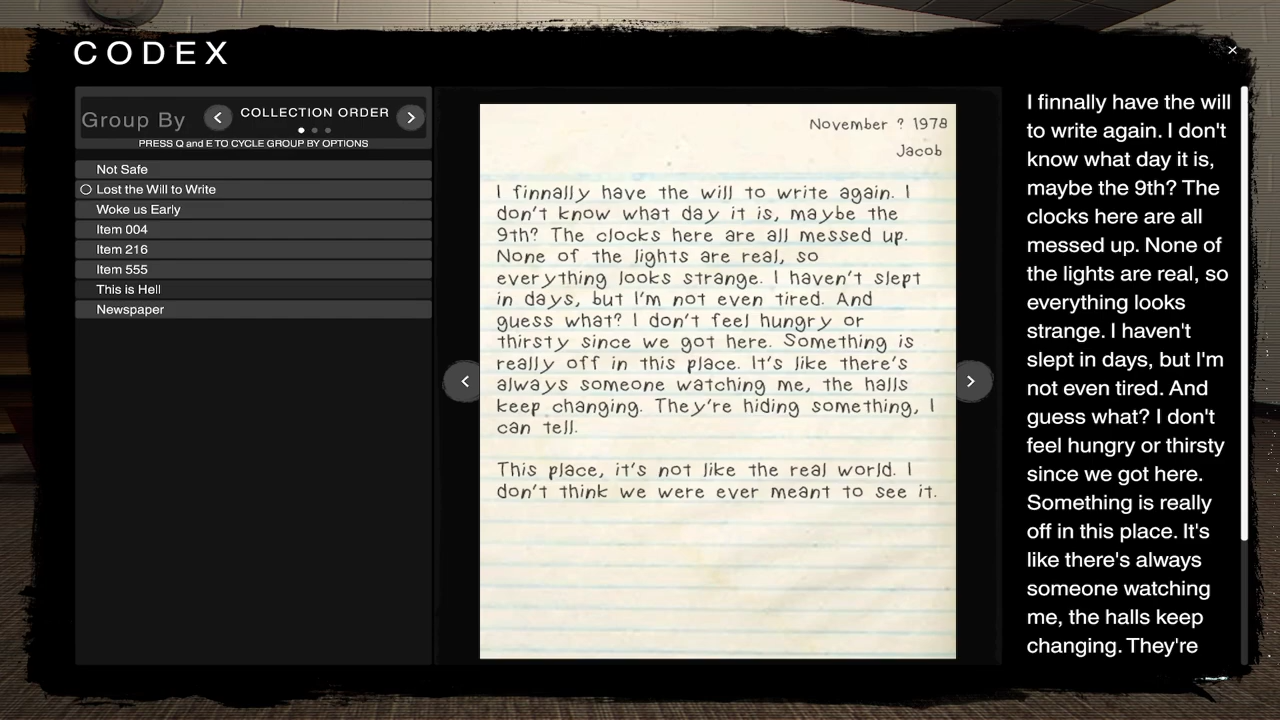 CODEX
Group By
COLLECTION ORDER
PRESS Q and E TO CYCLE GROUP BY OPTIONS
Not Safe
Lost the Will to Write
Woke us Early
Item 004
Item 216
Item 555
This is Hell
Newspaper
November ? 1978
Jacob
I finnally have the will to write again. I
don't know what day it is, maybe the
9th? The clocks here are all messed up.
None of the lights are real, so
everything looks strange. I haven't slept
in days, but I'm not even tired. And
guess what? I don't feel hungry or
thirsty since we got here. Something is
really off in this place. It's like there's
always someone watching me, the halls
keep changing. They're hiding something, I
can tell.
This place, it's not like the real world. I
don't think we were ever meant to see it.
I finnally have the will
to write again. I don't
know what day it is,
maybe the 9th? The
clocks here are all
messed up. None of
the lights are real, so
everything looks
strange. I haven't
slept in days, but I'm
not even tired. And
guess what? I don't
feel hungry or thirsty
since we got here.
Something is really
off in this place. It's
like there's always
someone watching
me, the halls keep
changing. They're